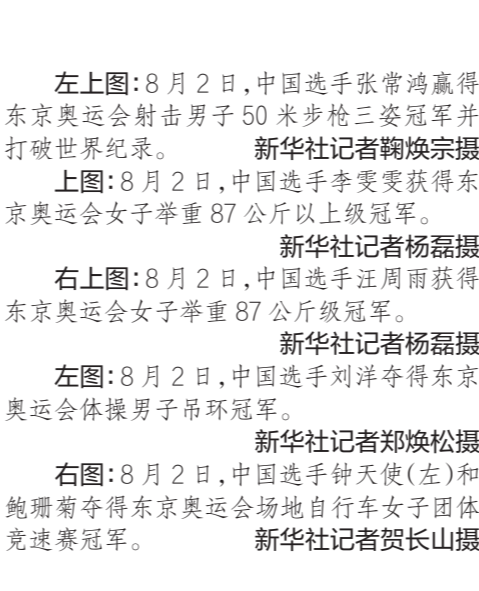 左上图：8月2日，中国选手张常鸿赢得
东京奥运会射击男子50米步枪三姿冠军并
打破世界纪录。 新华社记者鞠焕宗摄
上图：8月2日，中国选手李雯雯获得东
京奥运会女子举重87公斤以上级冠军。
新华社记者杨磊摄
右上图：8月2日，中国选手汪周雨获得
东京奥运会女子举重87公斤级冠军。
新华社记者杨磊摄
左图：8月2日，中国选手刘洋夺得东京
奥运会体操男子吊环冠军。
新华社记者郑焕松摄
右图：8月2日，中国选手钟天使（左）和
鲍珊菊夺得东京奥运会场地自行车女子团体
竞速赛冠军。 新华社记者贺长山摄